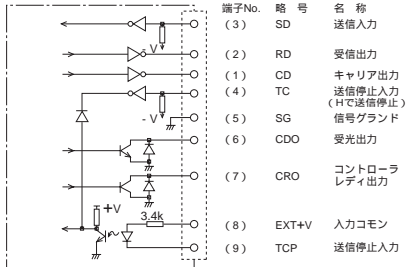 端子No. 略 号 名 称
(3) SD 送信入力
- V
(2) RD 受信出力
(1) CD キャリア出力
(4) TC 送信停止入力
(Hで送信停止)
- V
(5) SG 信号グランド
(6) CDO 受光出力
(7) CRO コントローラ
レディ出力
+V
3.4k
(8) EXT+V 入力コモン
(9) TCP 送信停止入力